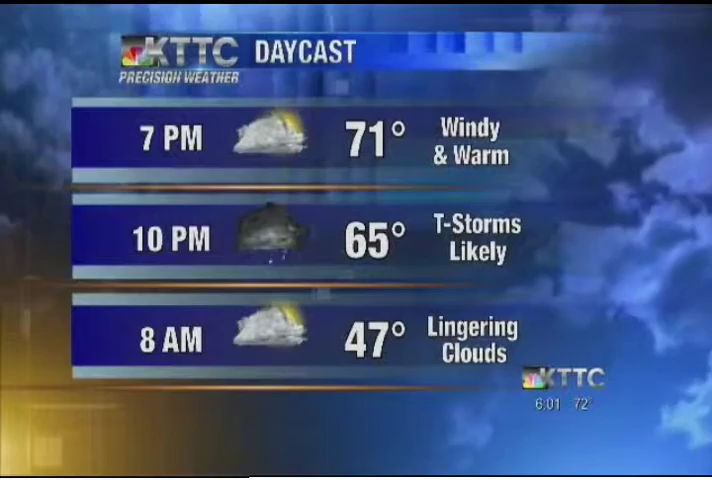 KTTC DAYCAST
PRECISION WEATHER
7 PM 71° Windy
& Warm
10 PM 65° T-Storms
Likely
8 AM 47° Lingering
Clouds
KTTC
6:01 72°